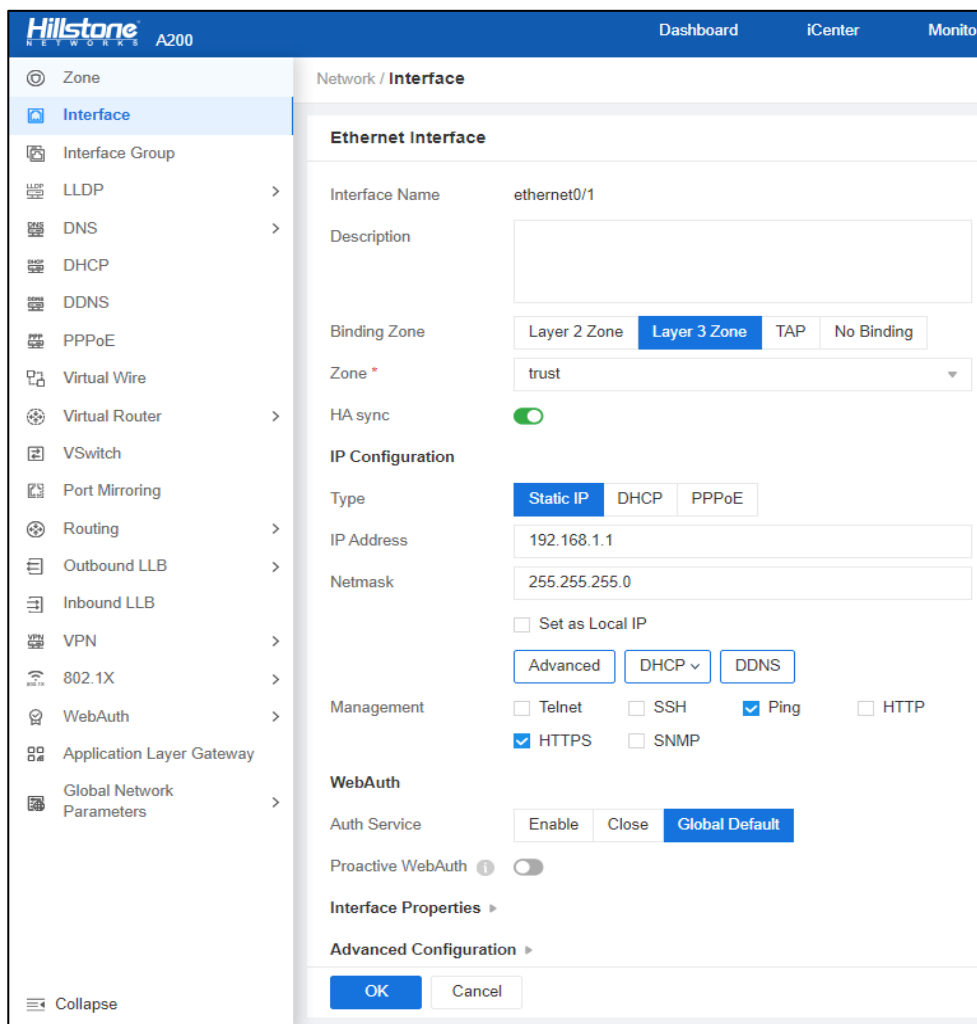 Hillstone
NETWORKS A200
Dashboard iCenter Monito
Zone
Interface
Interface Group
LLDP
DNS
DHCP
DDNS
PPPoE
Virtual Wire
Virtual Router
VSwitch
Port Mirroring
Routing
Outbound LLB
Inbound LLB
VPN
802.1X
WebAuth
Application Layer Gateway
Global Network
Parameters
Collapse
Network / Interface
Ethernet Interface
Interface Name ethernet0/1
Description
Binding Zone Layer 2 Zone Layer 3 Zone TAP No Binding
Zone * trust
HA sync
IP Configuration
Type Static IP DHCP PPPoE
IP Address 192.168.1.1
Netmask 255.255.255.0
Set as Local IP
Advanced DHCP DDNS
Management Telnet SSH Ping HTTP
HTTPS SNMP
WebAuth
Auth Service Enable Close Global Default
Proactive WebAuth
Interface Properties
Advanced Configuration
OK Cancel